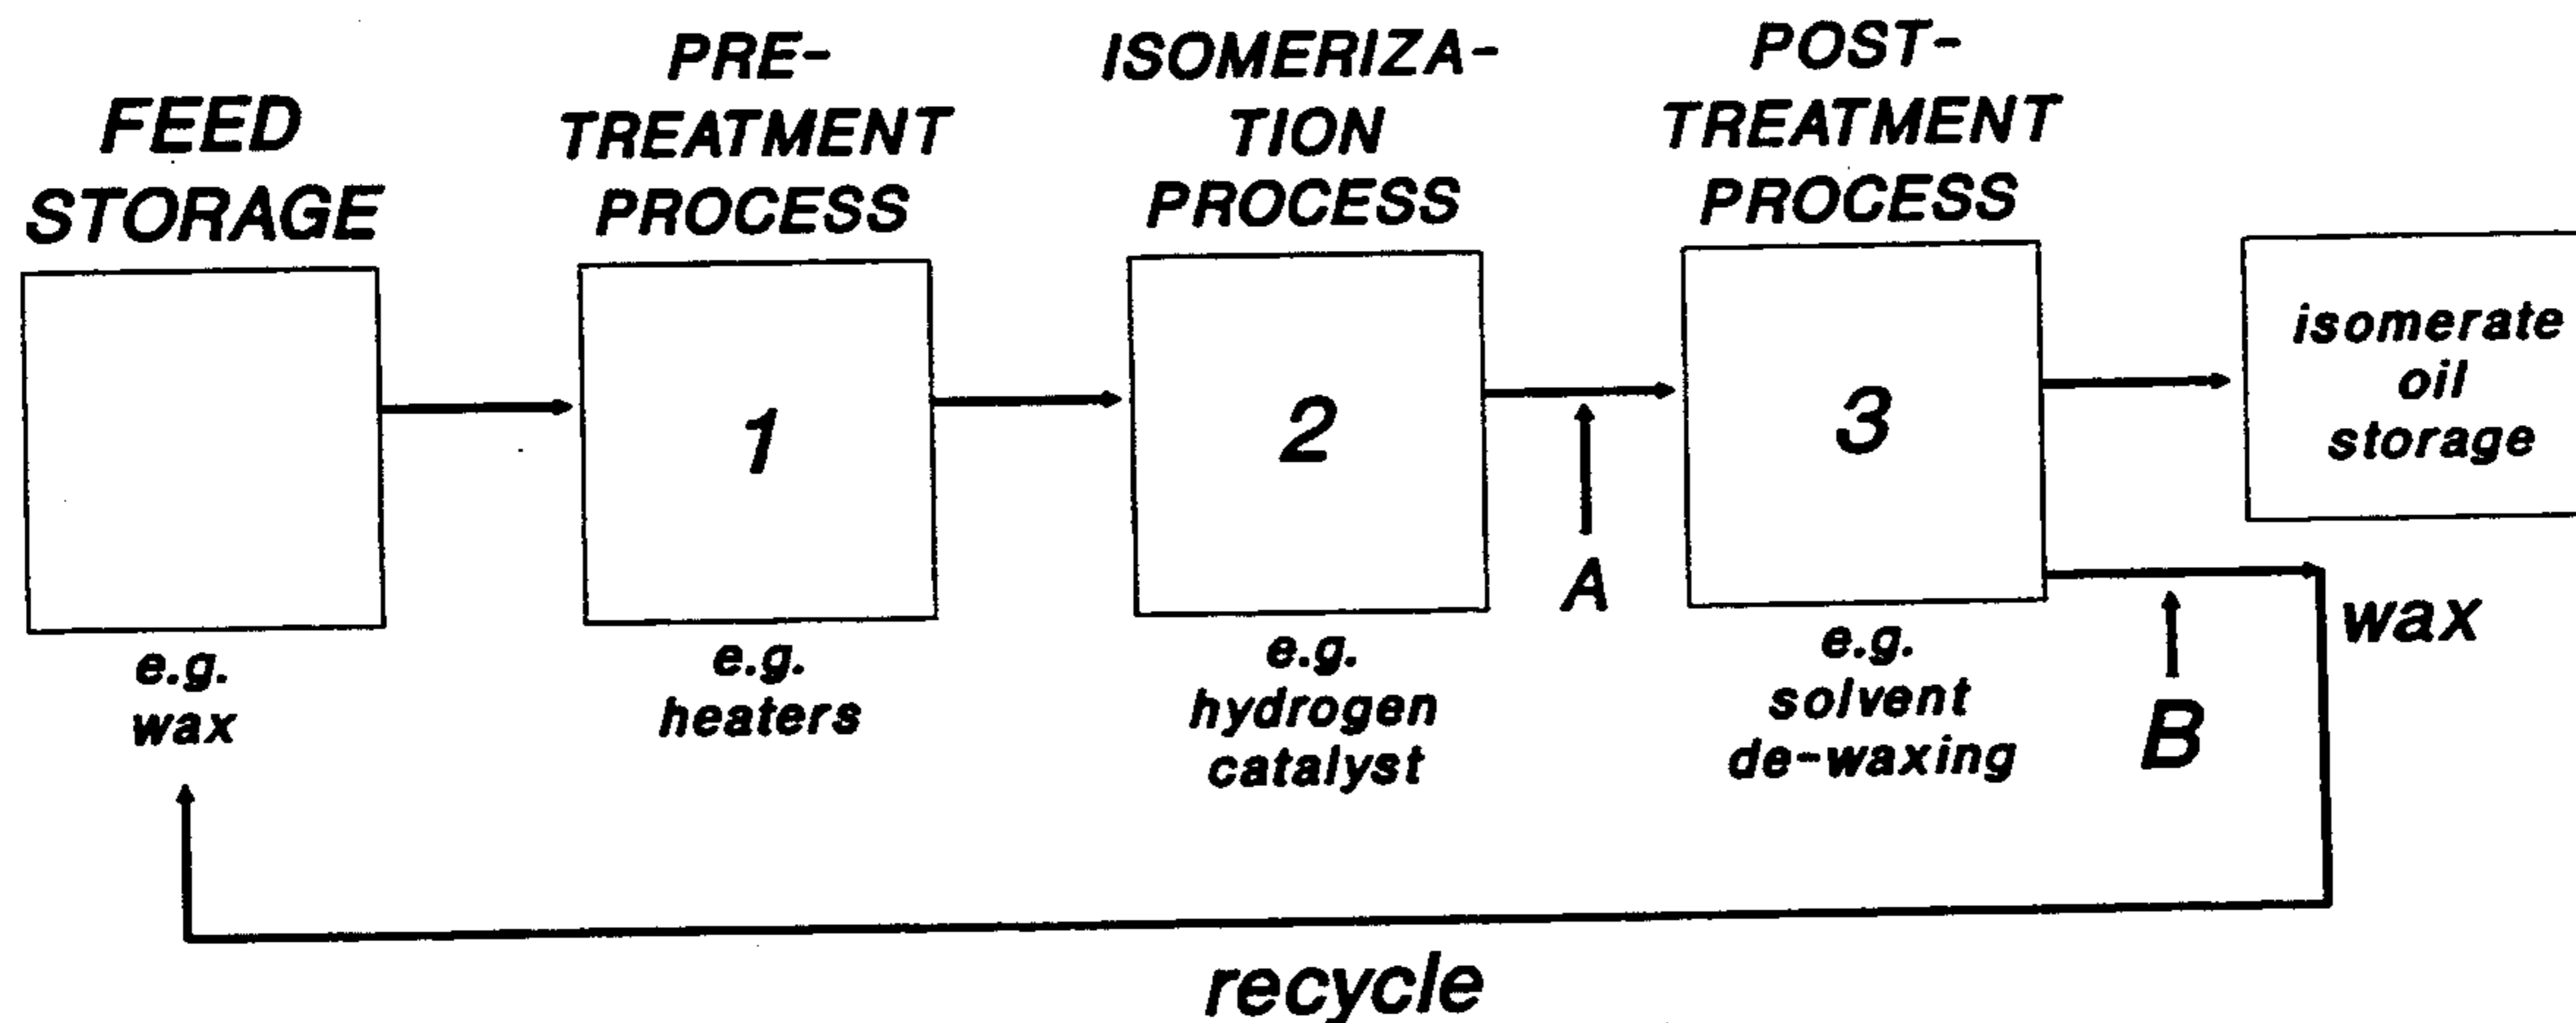 FEED
STORAGE
PRE-
TREATMENT
PROCESS
ISOMERIZA-
TION
PROCESS
POST-
TREATMENT
PROCESS
1
2
3
isomerate
oil
storage
A
B
wax
e.g.
wax
e.g.
heaters
e.g.
hydrogen
catalyst
e.g.
solvent
de-waxing
recycle